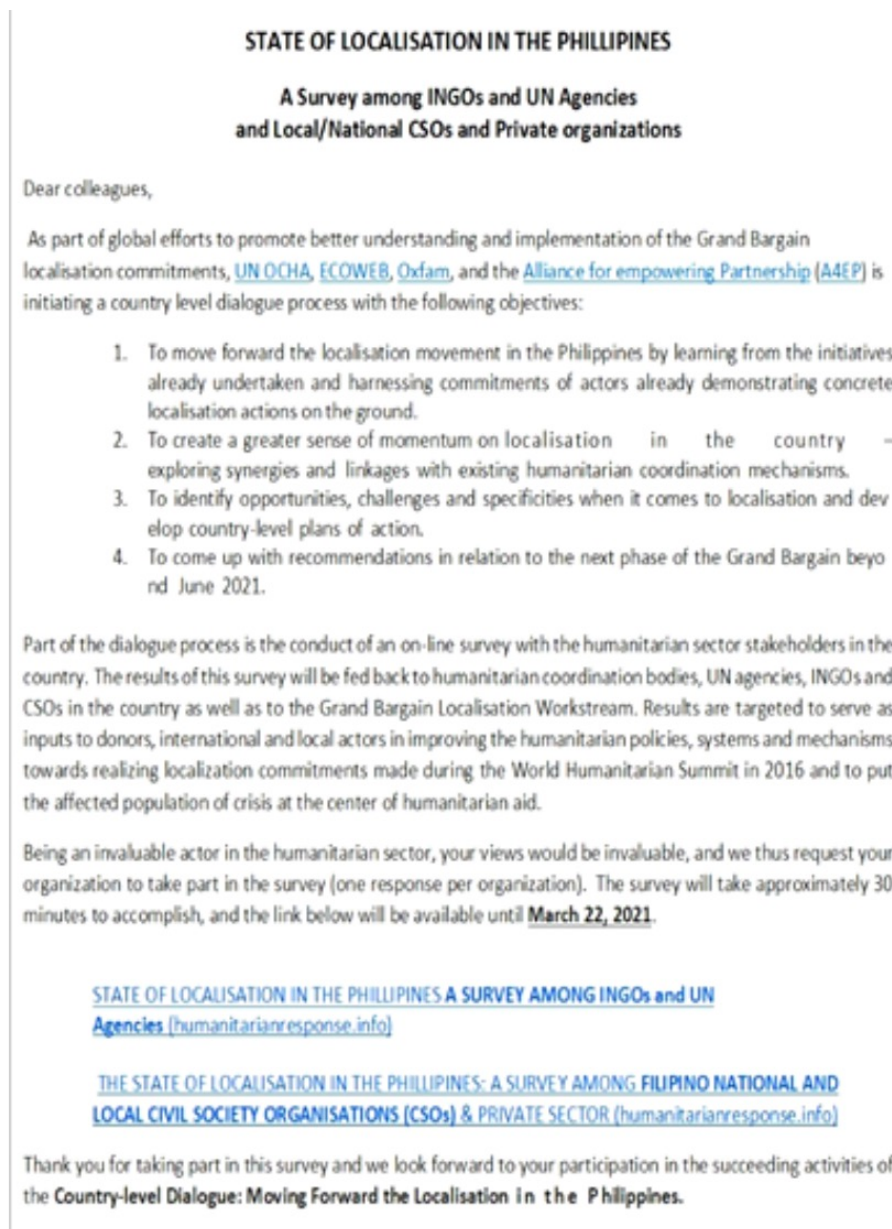 STATE OF LOCALISATION IN THE PHILLIPINES
A Survey among INGOs and UN Agencies
and Local/National CSOs and Private organizations
Dear colleagues,
As part of global efforts to promote better understanding and implementation of the Grand Bargain
localisation commitments, UN OCHA, ECOWEB, Oxfam, and the Alliance for empowering Partnership (A4EP) is
initiating a country level dialogue process with the following objectives:
1. To move forward the localisation movement in the Philippines by learning from the initiatives
already undertaken and harnessing commitments of actors already demonstrating concrete
localisation actions on the ground.
2. To create a greater sense of momentum on localisation in the country –
exploring synergies and linkages with existing humanitarian coordination mechanisms.
3. To identify opportunities, challenges and specificities when it comes to localisation and dev
elop country-level plans of action.
4. To come up with recommendations in relation to the next phase of the Grand Bargain beyo
nd June 2021.
Part of the dialogue process is the conduct of an on-line survey with the humanitarian sector stakeholders in the
country. The results of this survey will be fed back to humanitarian coordination bodies, UN agencies, INGOs and
CSOs in the country as well as to the Grand Bargain Localisation Workstream. Results are targeted to serve as
inputs to donors, international and local actors in improving the humanitarian policies, systems and mechanisms
towards realizing localization commitments made during the World Humanitarian Summit in 2016 and to put
the affected population of crisis at the center of humanitarian aid.
Being an invaluable actor in the humanitarian sector, your views would be invaluable, and we thus request your
organization to take part in the survey (one response per organization). The survey will take approximately 30
minutes to accomplish, and the link below will be available until March 22, 2021.
STATE OF LOCALISATION IN THE PHILLIPINES A SURVEY AMONG INGOs and UN
Agencies (humanitarianresponse.info)
THE STATE OF LOCALISATION IN THE PHILLIPINES: A SURVEY AMONG FILIPINO NATIONAL AND
LOCAL CIVIL SOCIETY ORGANISATIONS (CSOs) & PRIVATE SECTOR (humanitarianresponse.info)
Thank you for taking part in this survey and we look forward to your participation in the succeeding activities of
the Country-level Dialogue: Moving Forward the Localisation in the Philippines.